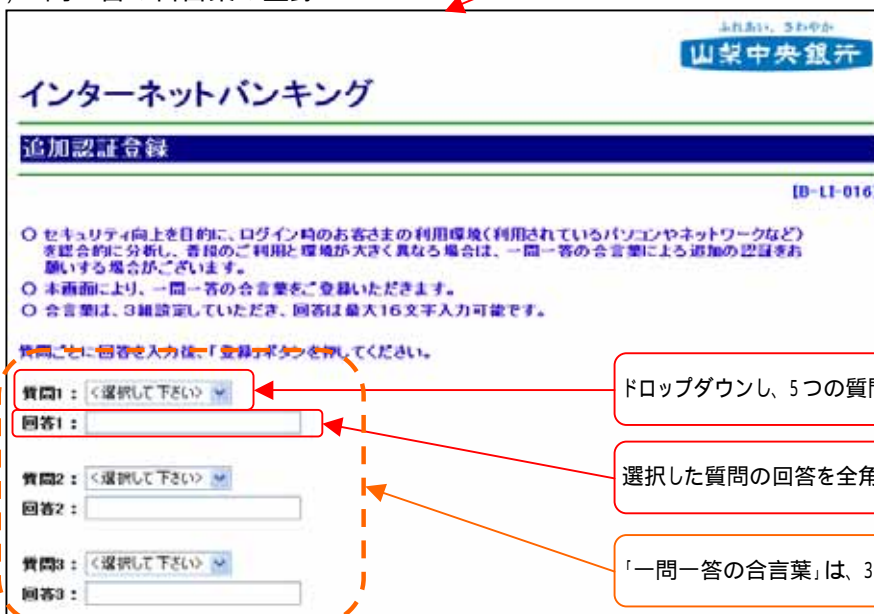 ふれあい、さわやか
山梨中央銀行
インターネットバンキング
追加認証登録
[B-LI-016]
○ セキュリティ向上を目的に、ログイン時のお客さまの利用環境(利用されているパソコンやネットワークなど)
を総合的に分析し、普段のご利用と環境が大きく異なる場合は、一問一答の合言葉による追加の認証をお
願いする場合がございます。
○ 本画面により、一問一答の合言葉をご登録いただきます。
○ 合言葉は、3組設定していただき、回答は最大16文字入力可能です。
質問ごとに回答を入力後、「登録」ボタンを押してください。
質問1: <選択して下さい>
ドロップダウンし、5つの質問
回答1:
選択した質問の回答を全角
質問2: <選択して下さい>
回答2:
「一問一答の合言葉」は、3
質問3: <選択して下さい>
回答3: